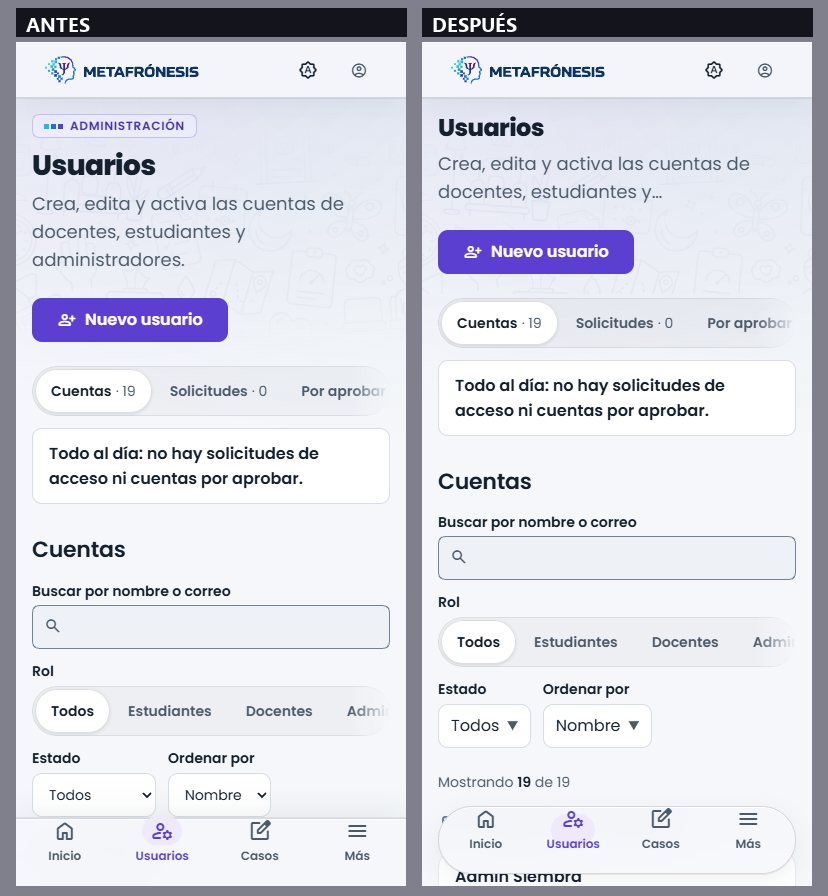 ANTES
METAFRÓNESIS
ADMINISTRACIÓN
Usuarios
Crea, edita y activa las cuentas de
docentes, estudiantes y
administradores.
Nuevo usuario
Cuentas · 19 Solicitudes · 0 Por aprobar
Todo al día: no hay solicitudes de
acceso ni cuentas por aprobar.
Cuentas
Buscar por nombre o correo
Rol
Todos Estudiantes Docentes Admi
Estado Ordenar por
Todos Nombre
Inicio Usuarios Casos Más
DESPUÉS
METAFRÓNESIS
Usuarios
Crea, edita y activa las cuentas de
docentes, estudiantes y...
Nuevo usuario
Cuentas · 19 Solicitudes · 0 Por aprobar
Todo al día: no hay solicitudes de
acceso ni cuentas por aprobar.
Cuentas
Buscar por nombre o correo
Rol
Todos Estudiantes Docentes Admi
Estado Ordenar por
Todos Nombre
Mostrando 19 de 19
Inicio Usuarios Casos Más
Admin Siembra